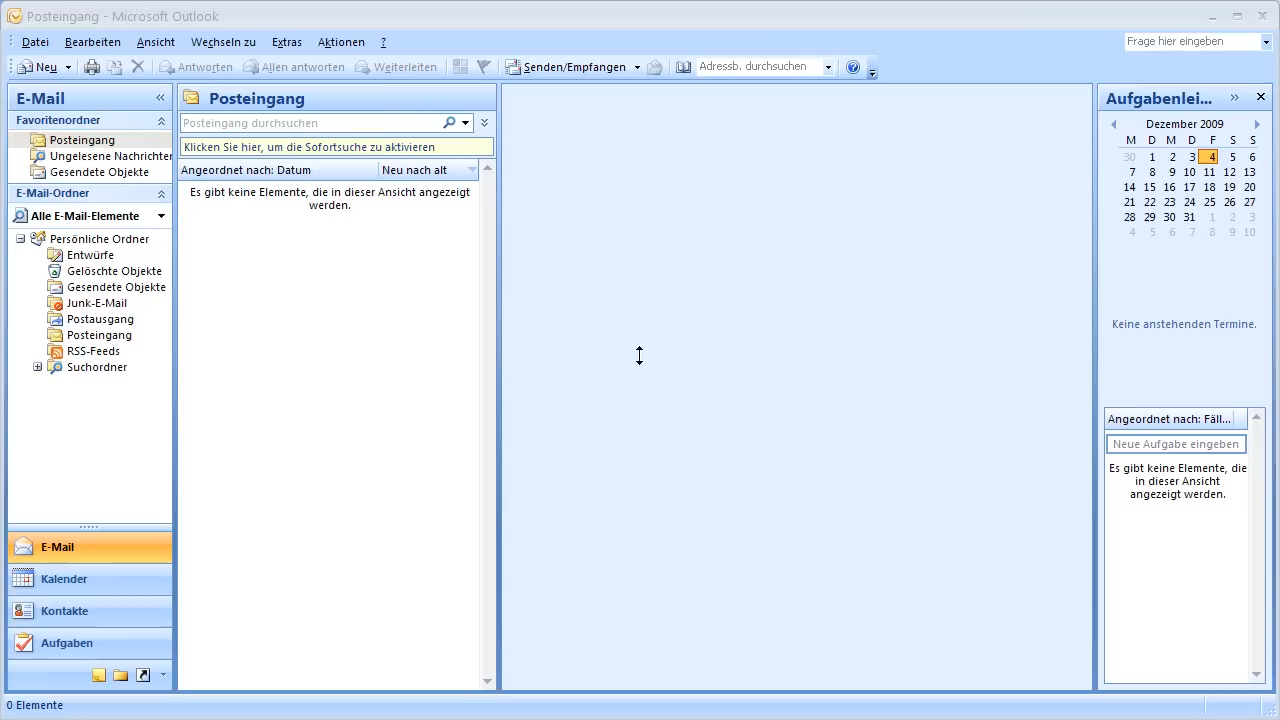 Posteingang - Microsoft Outlook
Datei Bearbeiten Ansicht Wechseln zu Extras Aktionen ?
Frage hier eingeben
Neu Antworten Allen antworten Weiterleiten Senden/Empfangen Adressb. durchsuchen
E-Mail
Favoritenordner
Posteingang
Ungelesene Nachrichten
Gesendete Objekte
E-Mail-Ordner
Alle E-Mail-Elemente
Persönliche Ordner
Entwürfe
Gelöschte Objekte
Gesendete Objekte
Junk-E-Mail
Postausgang
Posteingang
RSS-Feeds
Suchordner
E-Mail
Kalender
Kontakte
Aufgaben
Posteingang
Posteingang durchsuchen
Klicken Sie hier, um die Sofortsuche zu aktivieren
Angeordnet nach: Datum Neu nach alt
Es gibt keine Elemente, die in dieser Ansicht angezeigt
werden.
Aufgabenlei...
Dezember 2009
M D M D F S S
30 1 2 3 4 5 6
7 8 9 10 11 12 13
14 15 16 17 18 19 20
21 22 23 24 25 26 27
28 29 30 31 1 2 3
4 5 6 7 8 9 10
Keine anstehenden Termine.
Angeordnet nach: Fäll...
Neue Aufgabe eingeben
Es gibt keine Elemente, die
in dieser Ansicht
angezeigt werden.
0 Elemente